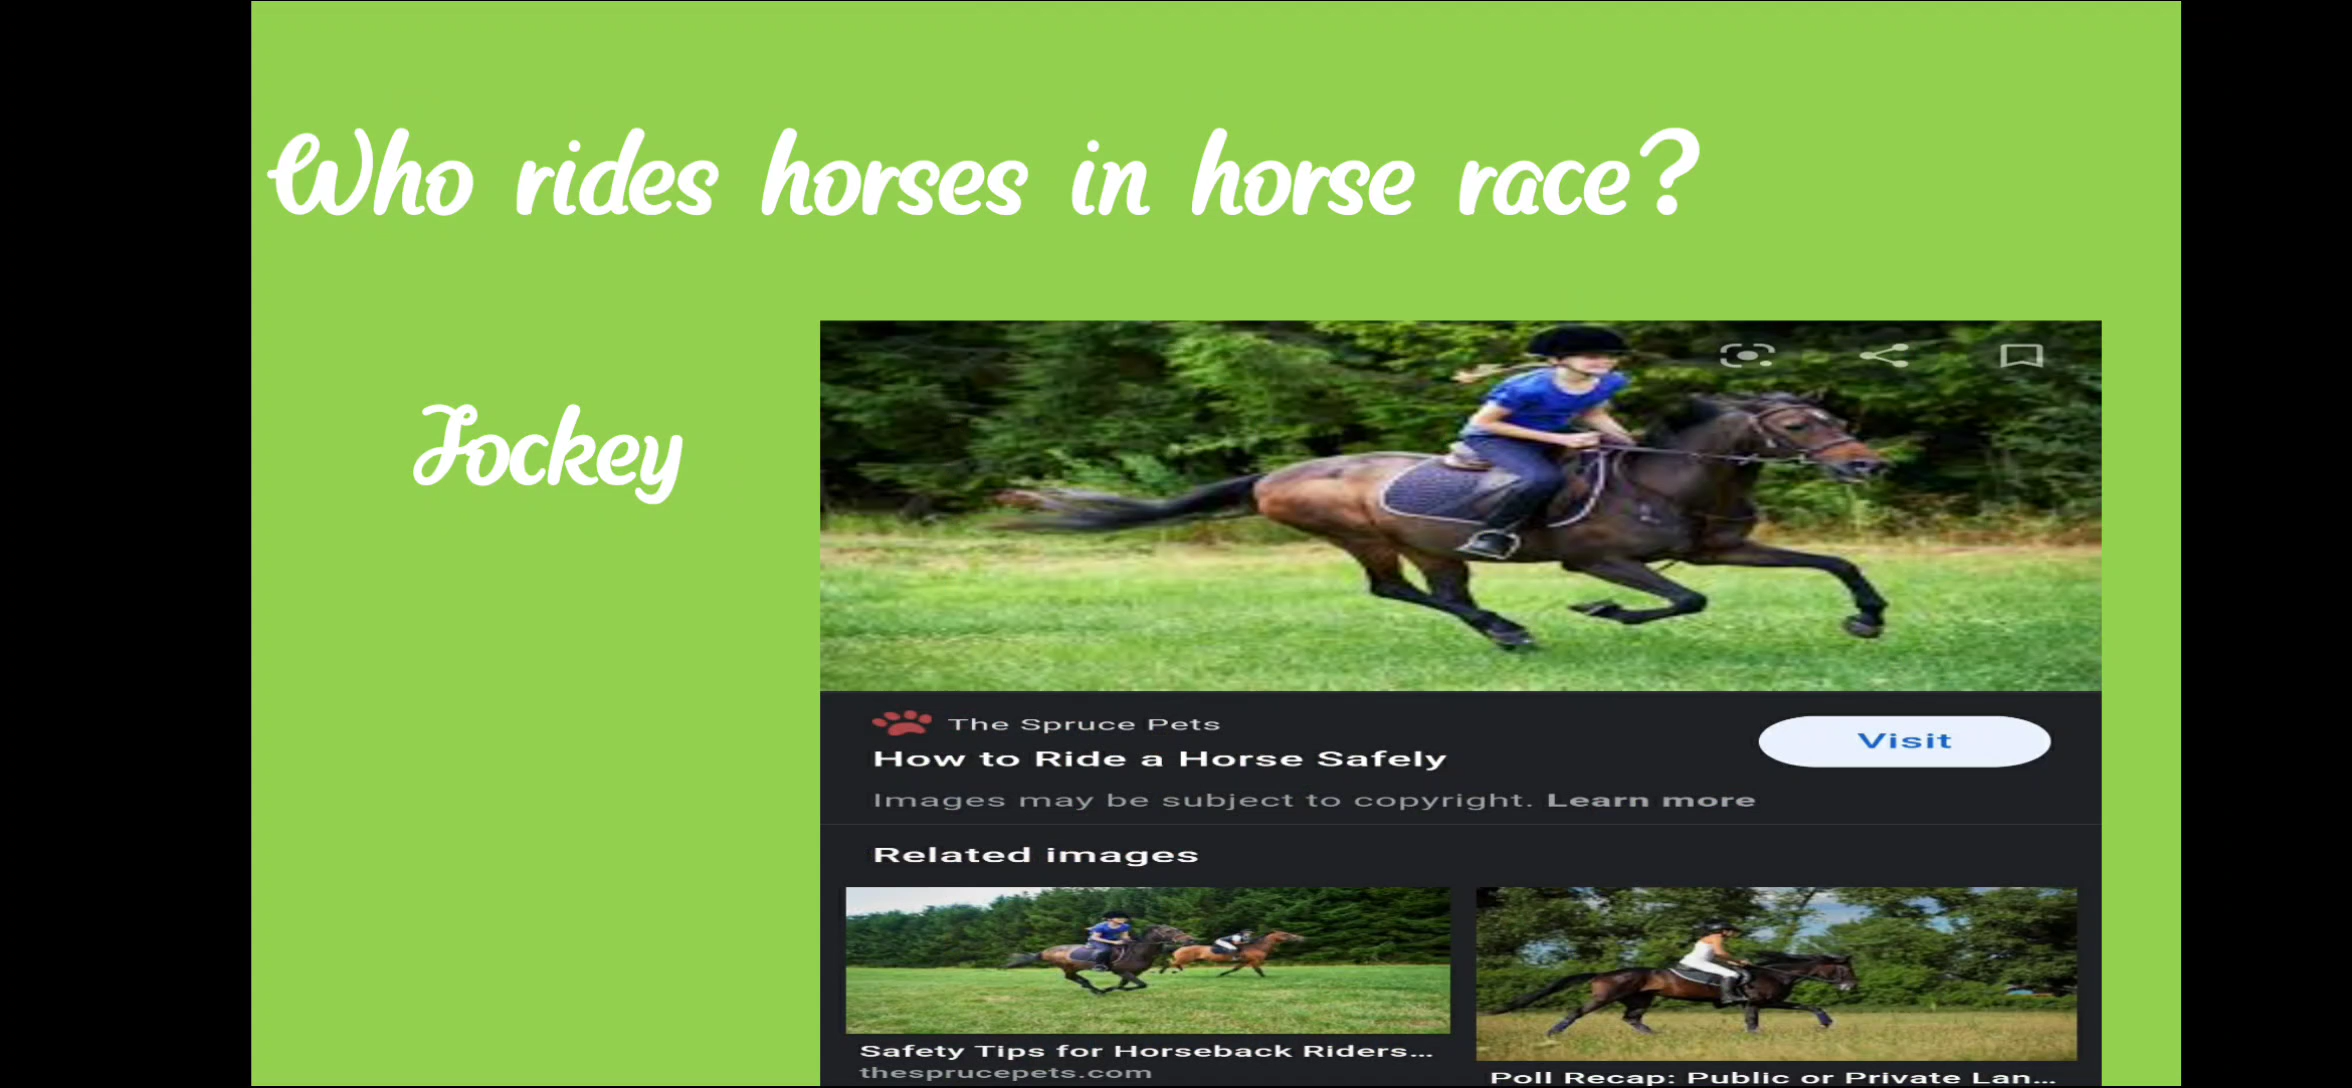 Who rides horses in horse race?
Jockey
The Spruce Pets
How to Ride a Horse Safely
Visit
Images may be subject to copyright. Learn more
Related images
Safety Tips for Horseback Riders...
thesprucepets.com
Poll Recap: Public or Private Lan...